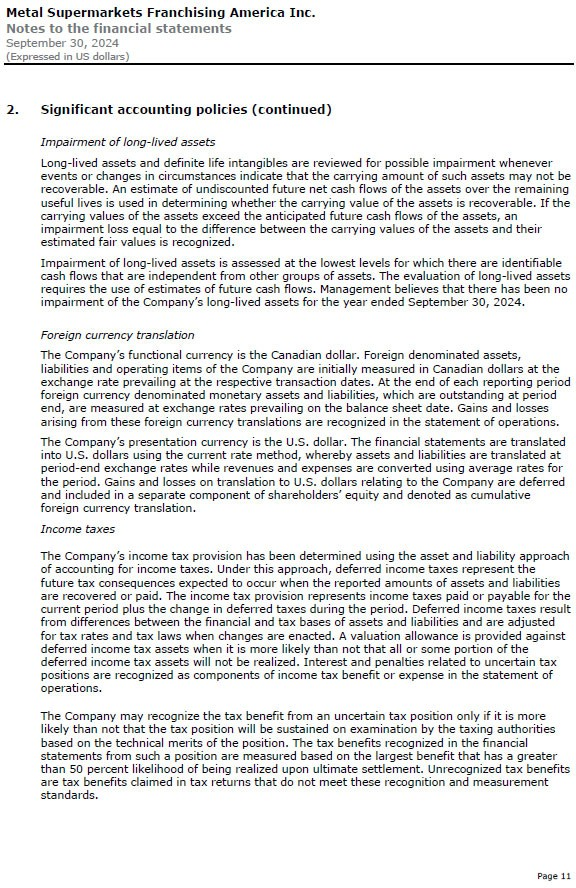 Metal Supermarkets Franchising America Inc.
Notes to the financial statements
September 30, 2024
(Expressed in US dollars)
2. Significant accounting policies (continued)
Impairment of long-lived assets
Long-lived assets and definite life intangibles are reviewed for possible impairment whenever
events or changes in circumstances indicate that the carrying amount of such assets may not be
recoverable. An estimate of undiscounted future net cash flows of the assets over the remaining
useful lives is used in determining whether the carrying value of the assets is recoverable. If the
carrying values of the assets exceed the anticipated future cash flows of the assets, an
impairment loss equal to the difference between the carrying values of the assets and their
estimated fair values is recognized.
Impairment of long-lived assets is assessed at the lowest levels for which there are identifiable
cash flows that are independent from other groups of assets. The evaluation of long-lived assets
requires the use of estimates of future cash flows. Management believes that there has been no
impairment of the Company’s long-lived assets for the year ended September 30, 2024.
Foreign currency translation
The Company’s functional currency is the Canadian dollar. Foreign denominated assets,
liabilities and operating items of the Company are initially measured in Canadian dollars at the
exchange rate prevailing at the respective transaction dates. At the end of each reporting period
foreign currency denominated monetary assets and liabilities, which are outstanding at period
end, are measured at exchange rates prevailing on the balance sheet date. Gains and losses
arising from these foreign currency translations are recognized in the statement of operations.
The Company’s presentation currency is the U.S. dollar. The financial statements are translated
into U.S. dollars using the current rate method, whereby assets and liabilities are translated at
period-end exchange rates while revenues and expenses are converted using average rates for
the period. Gains and losses on translation to U.S. dollars relating to the Company are deferred
and included in a separate component of shareholders’ equity and denoted as cumulative
foreign currency translation.
Income taxes
The Company’s income tax provision has been determined using the asset and liability approach
of accounting for income taxes. Under this approach, deferred income taxes represent the
future tax consequences expected to occur when the reported amounts of assets and liabilities
are recovered or paid. The income tax provision represents income taxes paid or payable for the
current period plus the change in deferred taxes during the period. Deferred income taxes result
from differences between the financial and tax bases of assets and liabilities and are adjusted
for tax rates and tax laws when changes are enacted. A valuation allowance is provided against
deferred income tax assets when it is more likely than not that all or some portion of the
deferred income tax assets will not be realized. Interest and penalties related to uncertain tax
positions are recognized as components of income tax benefit or expense in the statement of
operations.
The Company may recognize the tax benefit from an uncertain tax position only if it is more
likely than not that the tax position will be sustained on examination by the taxing authorities
based on the technical merits of the position. The tax benefits recognized in the financial
statements from such a position are measured based on the largest benefit that has a greater
than 50 percent likelihood of being realized upon ultimate settlement. Unrecognized tax benefits
are tax benefits claimed in tax returns that do not meet these recognition and measurement
standards.
Page 11